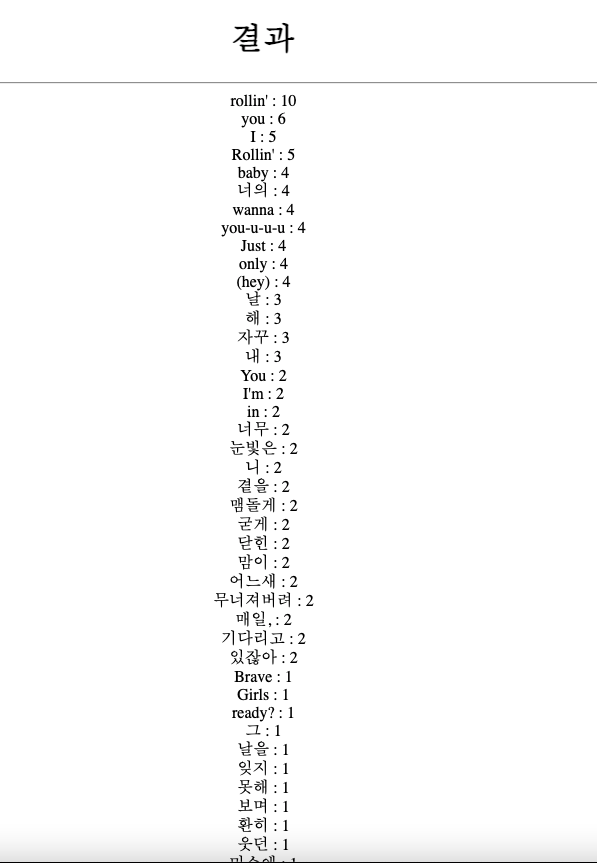 결과
rollin' : 10
you : 6
I : 5
Rollin' : 5
baby : 4
너의 : 4
wanna : 4
you-u-u-u : 4
Just : 4
only : 4
(hey) : 4
날 : 3
해 : 3
자꾸 : 3
내 : 3
You : 2
I'm : 2
in : 2
너무 : 2
눈빛은 : 2
니 : 2
곁을 : 2
맴돌게 : 2
굳게 : 2
닫힌 : 2
맘이 : 2
어느새 : 2
무너져버려 : 2
매일, : 2
기다리고 : 2
있잖아 : 2
Brave : 1
Girls : 1
ready? : 1
그 : 1
날을 : 1
잊지 : 1
못해 : 1
보며 : 1
환히 : 1
웃던 : 1